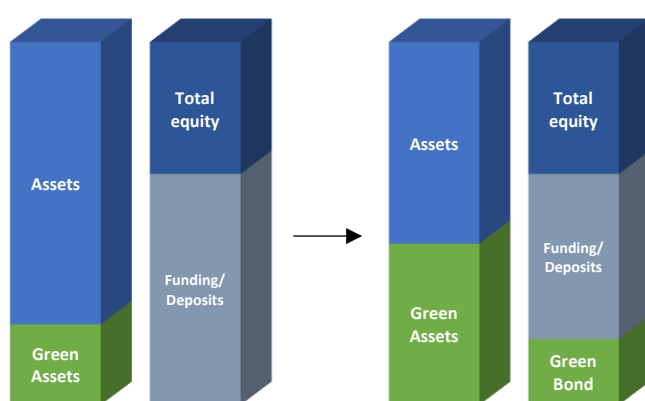 Assets
Green
Assets
Total
equity
Funding/
Deposits
Assets
Green
Assets
Total
equity
Funding/
Deposits
Green
Bond